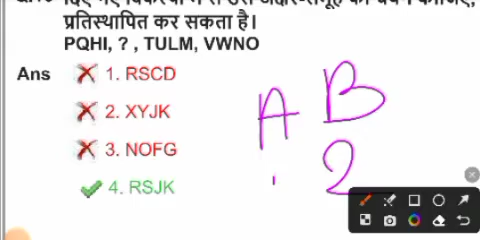 प्रतिस्थापित कर सकता है।
PQHI, ? , TULM, VWNO
Ans 1. RSCD
2. XYJK
3. NOFG
4. RSJK
A B
2